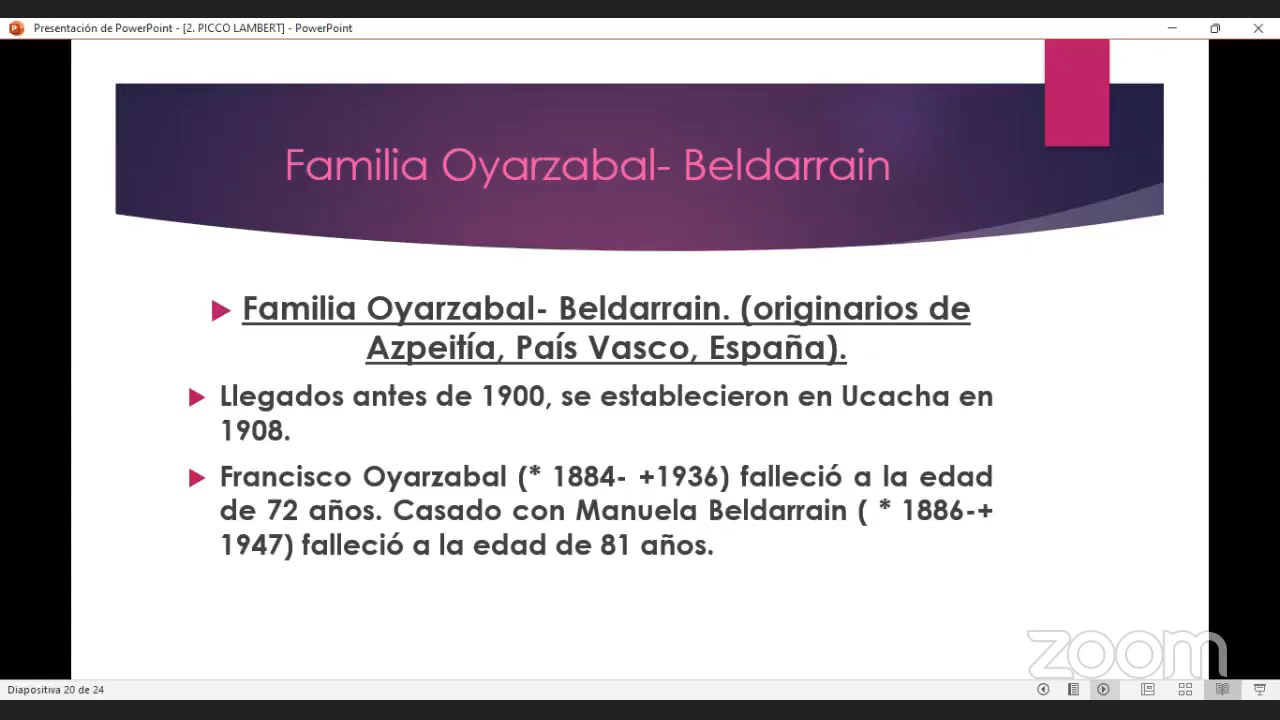 Presentación de PowerPoint - [2. PICCO LAMBERT] - PowerPoint
Familia Oyarzabal- Beldarrain
Familia Oyarzabal- Beldarrain. (originarios de
Azpeitía, País Vasco, España).
Llegados antes de 1900, se establecieron en Ucacha en
1908.
Francisco Oyarzabal (* 1884- +1936) falleció a la edad
de 72 años. Casado con Manuela Beldarrain ( * 1886-+
1947) falleció a la edad de 81 años.
zoom
Diapositiva 20 de 24